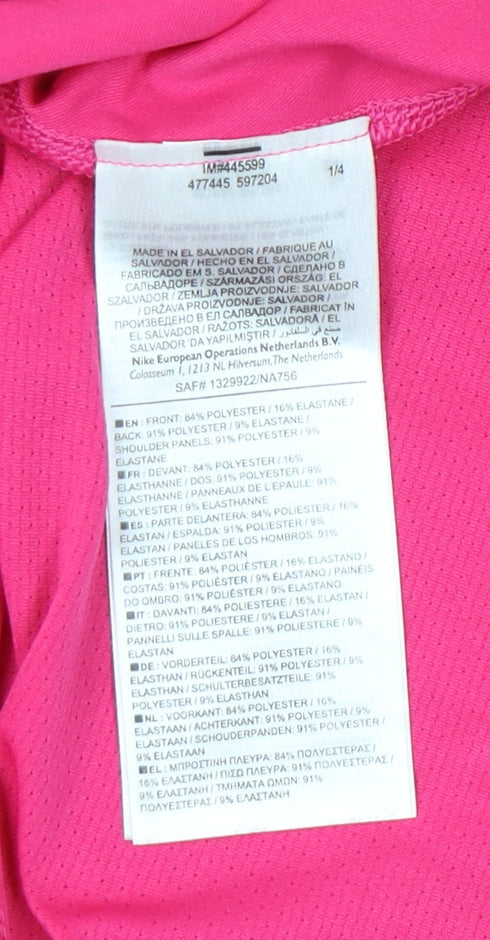 IM#445599
477445 597204 1/4
MADE IN EL SALVADOR / FABRIQUE AU
SALVADOR / HECHO EN EL SALVADOR /
FABRICADO EM S. SALVADOR / СДЕЛАНО В
САЛЬВАДОРЕ / SZÁRMAZÁSI ORSZÁG: EL
SZALVADOR / ZEMLJA PROIZVODNJE: SALVADOR
/ DRŽAVA PROIZVODNJE: SALVADOR /
ПРОИЗВЕДЕНО В ЕЛ САЛВАДОР / FABRICAT ÎN
EL SALVADOR / RAŽOTS: SALVADORĀ / EL
SALVADOR 'DA YAPILMIŞTIR / صنع في السلفادور
Nike European Operations Netherlands B.V.
Colosseum 1, 1213 NL Hilversum, The Netherlands
SAF# 1329922/NA756
EN : FRONT: 84% POLYESTER / 16% ELASTANE /
BACK: 91% POLYESTER / 9% ELASTANE /
SHOULDER PANELS: 91% POLYESTER / 9%
ELASTANE
FR : DEVANT: 84% POLYESTER / 16%
ELASTHANNE / DOS: 91% POLYESTER / 9%
ELASTHANNE / PANNEAUX DE L'EPAULE: 91%
POLYESTER / 9% ELASTHANNE
ES : PARTE DELANTERA: 84% POLIESTER / 16%
ELASTAN / ESPALDA: 91% POLIESTER / 9%
ELASTAN / PANELES DE LOS HOMBROS: 91%
POLIESTER / 9% ELASTAN
PT : FRENTE: 84% POLIÉSTER / 16% ELASTANO /
COSTAS: 91% POLIÉSTER / 9% ELASTANO / PAINÉIS
DO OMBRO: 91% POLIÉSTER / 9% ELASTANO
IT : DAVANTI: 84% POLIESTERE / 16% ELASTAN /
DIETRO: 91% POLIESTERE / 9% ELASTAN /
PANNELLI SULLE SPALLE: 91% POLIESTERE / 9%
ELASTAN
DE : VORDERTEIL: 84% POLYESTER / 16%
ELASTHAN / RÜCKENTEIL: 91% POLYESTER / 9%
ELASTHAN / SCHULTERBESATZTEILE: 91%
POLYESTER / 9% ELASTHAN
NL : VOORKANT: 84% POLYESTER / 16%
ELASTAAN / ACHTERKANT: 91% POLYESTER / 9%
ELASTAAN / SCHOUDERPANDEN: 91% POLYESTER /
9% ELASTAAN
EL : ΜΠΡΟΣΤΙΝΗ ΠΛΕΥΡΑ: 84% ΠΟΛΥΕΣΤΕΡΑΣ /
16% ΕΛΑΣΤΑΝΗ / ΠΙΣΩ ΠΛΕΥΡΑ: 91% ΠΟΛΥΕΣΤΕΡΑΣ /
9% ΕΛΑΣΤΑΝΗ / ΤΜΗΜΑΤΑ ΩΜΩΝ: 91%
ΠΟΛΥΕΣΤΕΡΑΣ / 9% ΕΛΑΣΤΑΝΗ